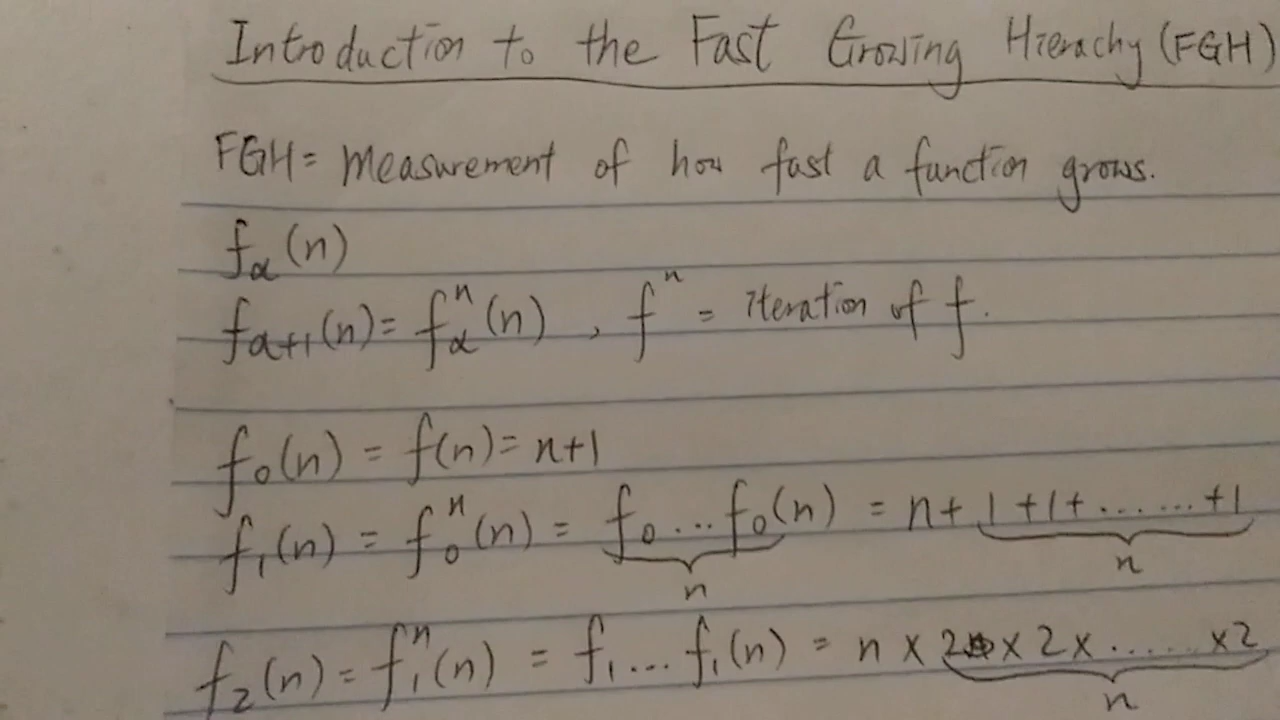 Introduction to the Fast Growing Hierachy (FGH)
FGH = Measurement of how fast a function grows.
fα(n)
fα+1(n) = fαⁿ(n) , fⁿ = iteration of f.
f₀(n) = f(n) = n+1
f₁(n) = f₀ⁿ(n) = f₀...f₀(n) = n + 1 +1+.......+1
n n
f₂(n) = f₁ⁿ(n) = f₁...f₁(n) = n × 2 × 2 × ...... ×2
n